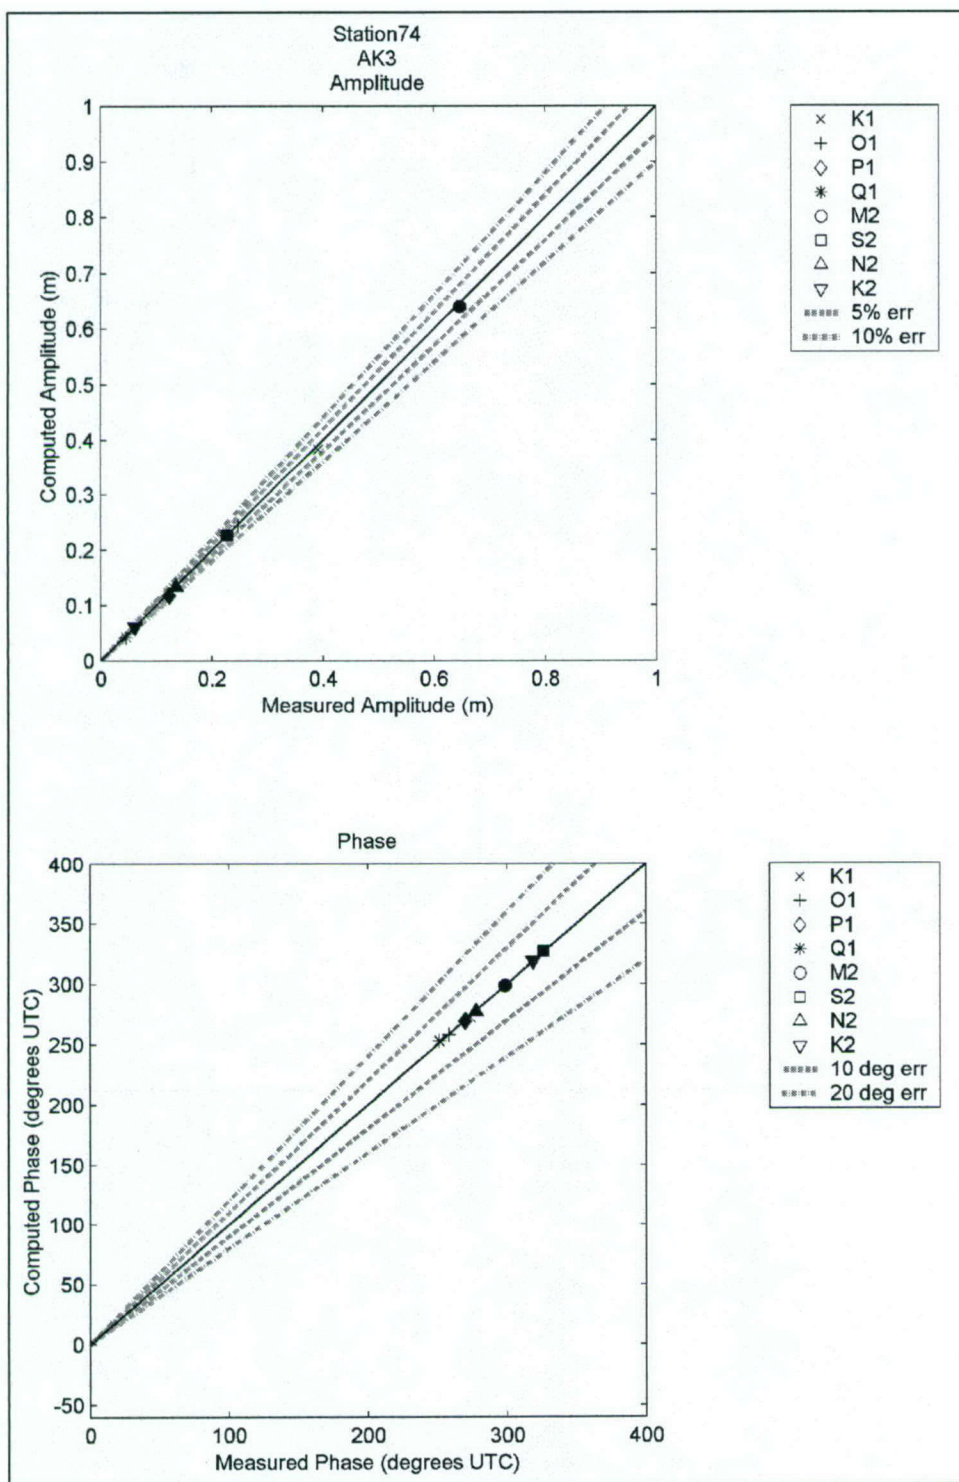 Station74
AK3
Amplitude
1
0.9
0.8
0.7
0.6
0.5
0.4
0.3
0.2
0.1
0
Computed Amplitude (m)
0 0.2 0.4 0.6 0.8 1
Measured Amplitude (m)
K1
O1
P1
Q1
M2
S2
N2
K2
5% err
10% err
Phase
400
350
300
250
200
150
100
50
0
-50
Computed Phase (degrees UTC)
0 100 200 300 400
Measured Phase (degrees UTC)
K1
O1
P1
Q1
M2
S2
N2
K2
10 deg err
20 deg err